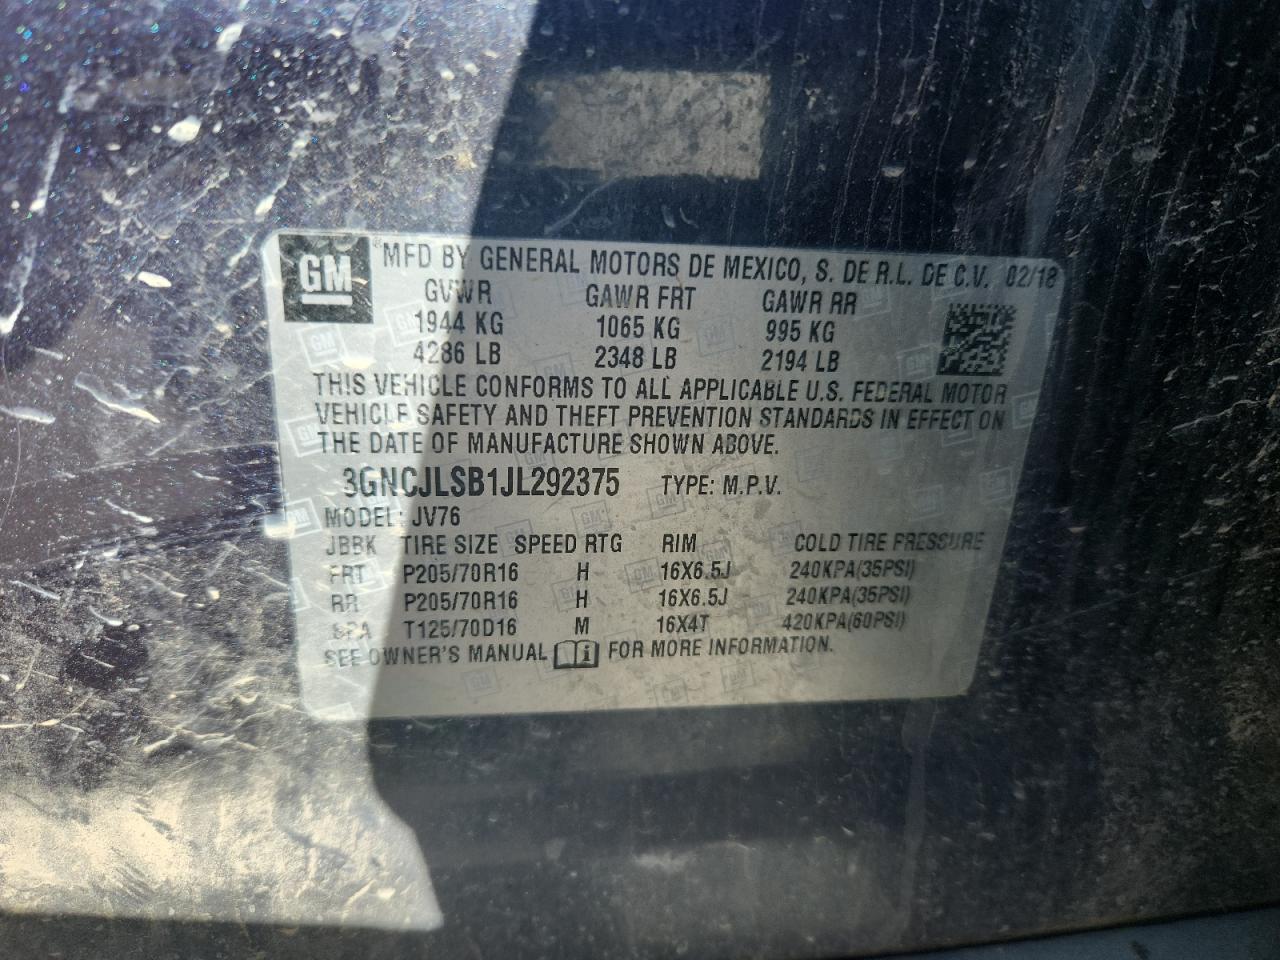 GM
® MFD BY GENERAL MOTORS DE MEXICO, S. DE R.L. DE C.V. 02/18
GVWR GAWR FRT GAWR RR
1944 KG 1065 KG 995 KG
4286 LB 2348 LB 2194 LB
THIS VEHICLE CONFORMS TO ALL APPLICABLE U.S. FEDERAL MOTOR
VEHICLE SAFETY AND THEFT PREVENTION STANDARDS IN EFFECT ON
THE DATE OF MANUFACTURE SHOWN ABOVE.
3GNCJLSB1JL292375 TYPE: M.P.V.
MODEL: JV76
JBBK TIRE SIZE SPEED RTG RIM COLD TIRE PRESSURE
FRT P205/70R16 H 16X6.5J 240KPA(35PSI)
RR P205/70R16 H 16X6.5J 240KPA(35PSI)
SPA T125/70D16 M 16X4T 420KPA(60PSI)
SEE OWNER'S MANUAL i FOR MORE INFORMATION.